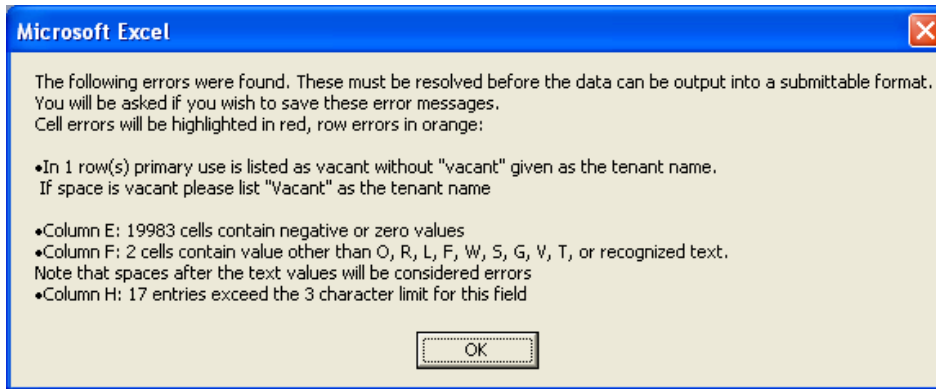 Microsoft Excel
The following errors were found. These must be resolved before the data can be output into a submittable format.
You will be asked if you wish to save these error messages.
Cell errors will be highlighted in red, row errors in orange:
•In 1 row(s) primary use is listed as vacant without "vacant" given as the tenant name.
If space is vacant please list "Vacant" as the tenant name
•Column E: 19983 cells contain negative or zero values
•Column F: 2 cells contain value other than O, R, L, F, W, S, G, V, T, or recognized text.
Note that spaces after the text values will be considered errors
•Column H: 17 entries exceed the 3 character limit for this field
OK